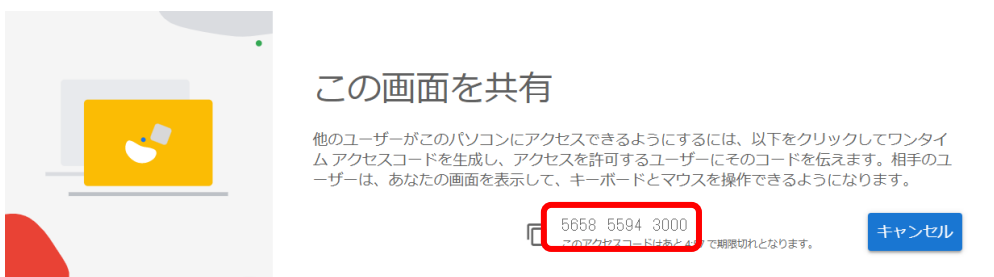 この画面を共有
他のユーザーがこのパソコンにアクセスできるようにするには、以下をクリックしてワンタイ
ム アクセスコードを生成し、アクセスを許可するユーザーにそのコードを伝えます。相手のユ
ーザーは、あなたの画面を表示して、キーボードとマウスを操作できるようになります。
5658 5594 3000
このアクセスコードはあと で期限切れとなります。
キャンセル